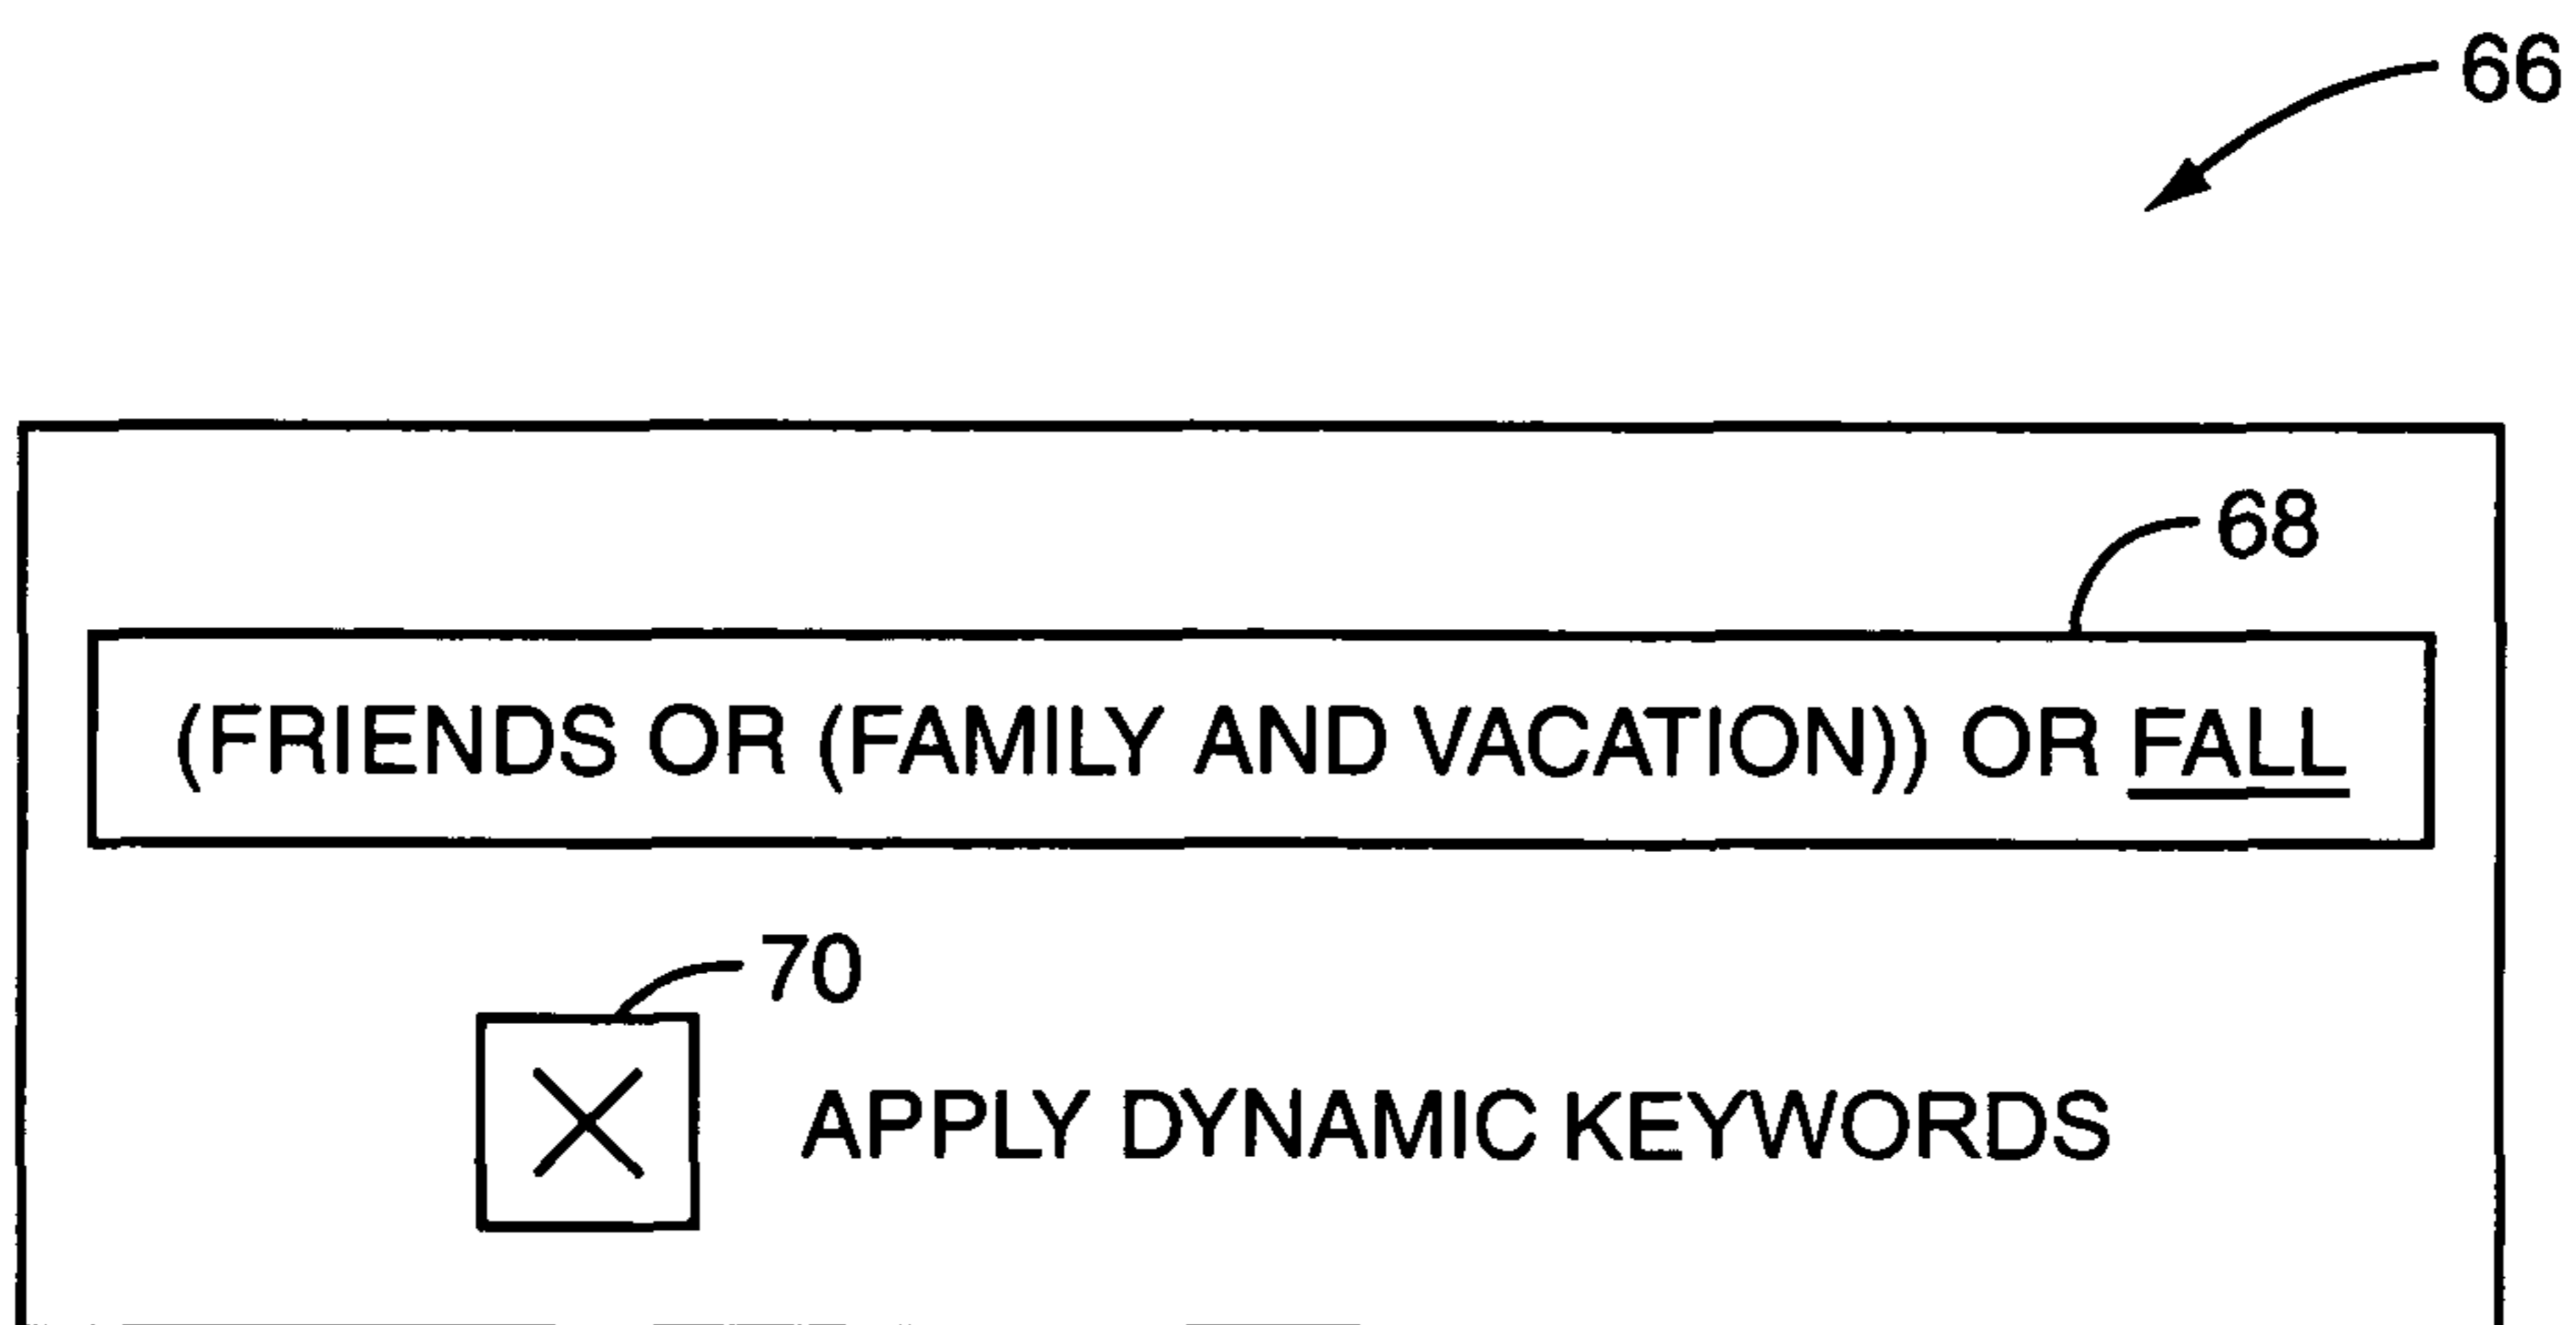 66
68
(FRIENDS OR (FAMILY AND VACATION)) OR FALL
70
APPLY DYNAMIC KEYWORDS